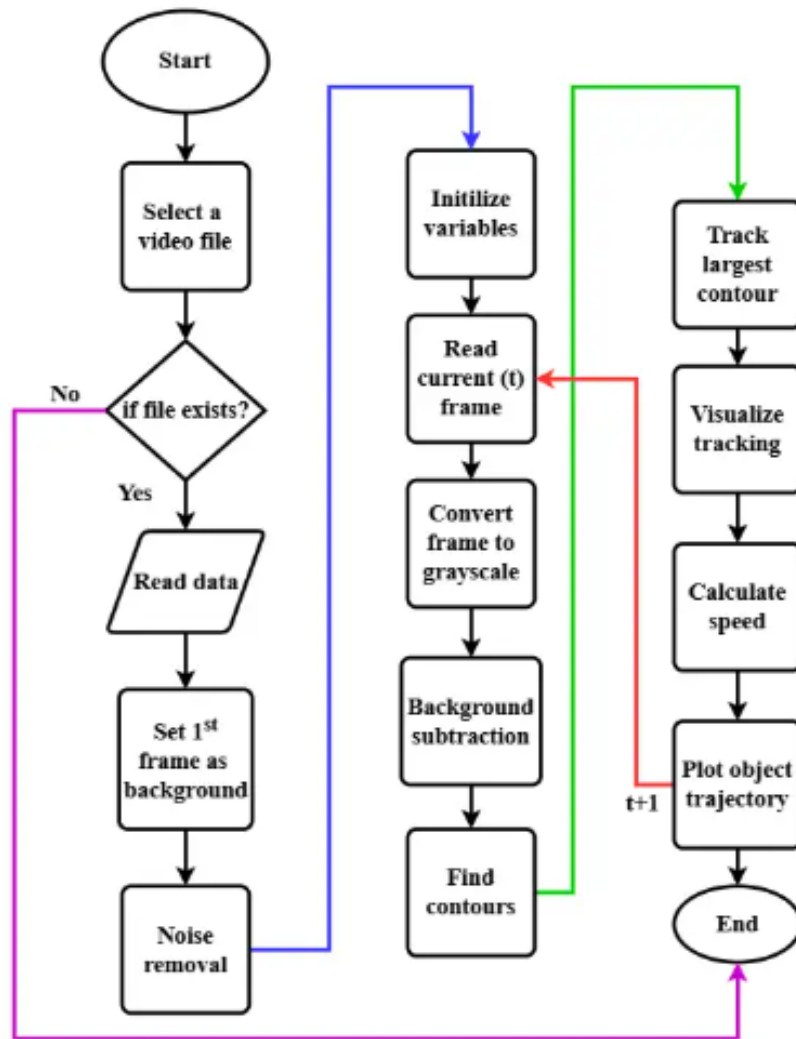 Start
Select a
video file
if file exists?
No
Yes
Read data
Set 1st
frame as
background
Noise
removal
Initilize
variables
Read
current (t)
frame
Convert
frame to
grayscale
Background
subtraction
Find
contours
Track
largest
contour
Visualize
tracking
Calculate
speed
Plot object
trajectory
t+1
End